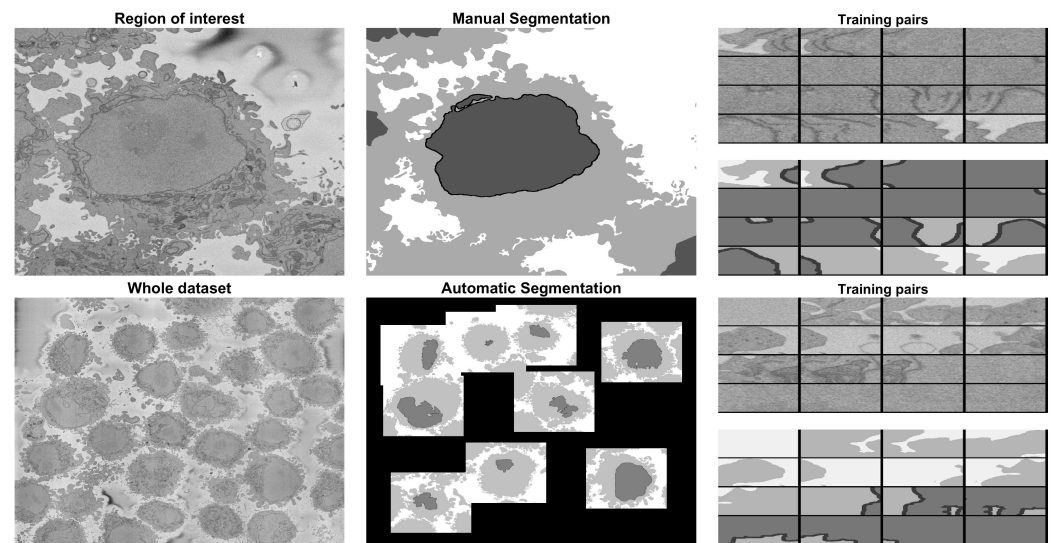 Region of interest
Manual Segmentation
Training pairs
Whole dataset
Automatic Segmentation
Training pairs